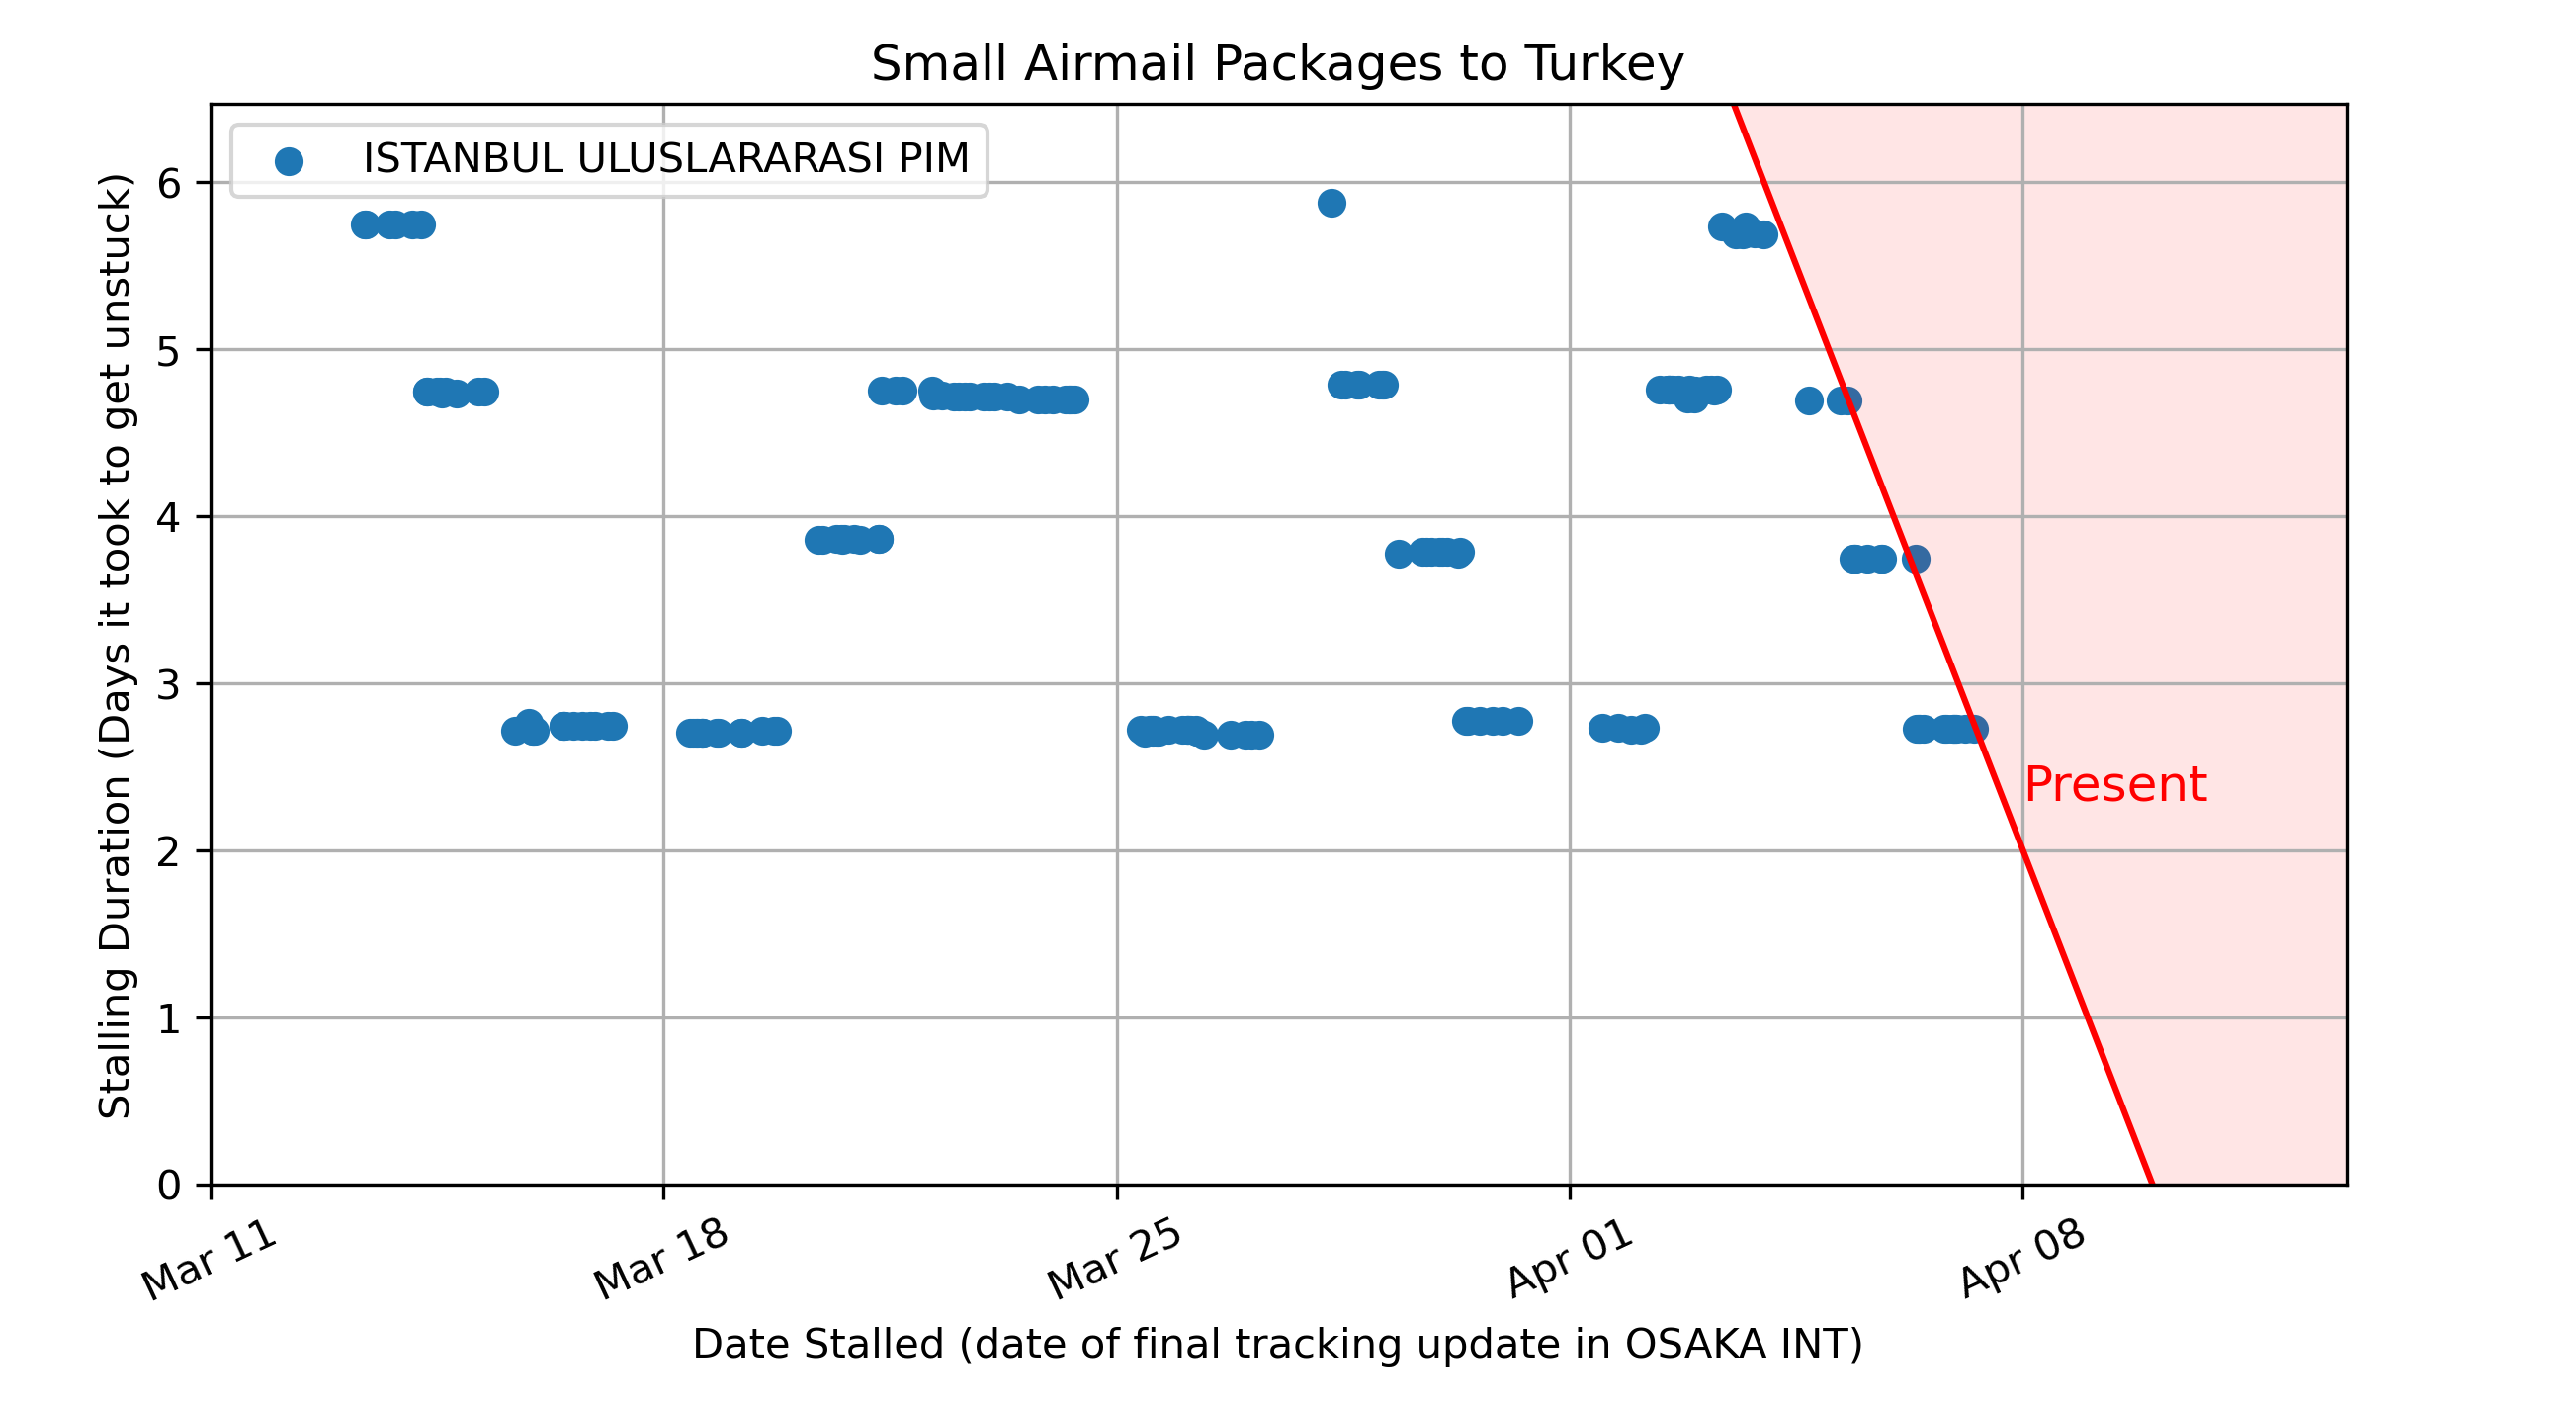 Small Airmail Packages to Turkey
ISTANBUL ULUSLARARASI PIM
Stalling Duration (Days it took to get unstuck)
6
5
4
3
2
1
0
Present
Mar 11
Mar 18
Mar 25
Apr 01
Apr 08
Date Stalled (date of final tracking update in OSAKA INT)